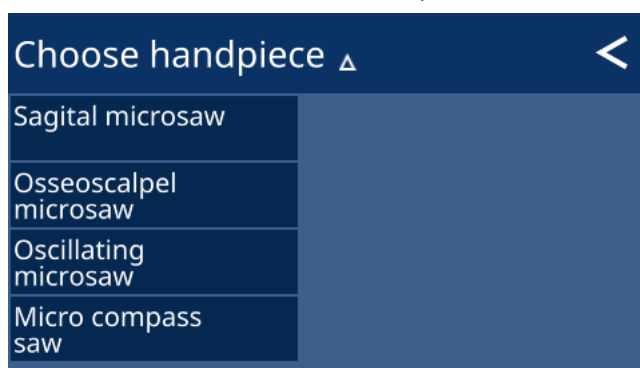 Choose handpiece
Sagital microsaw
Osseoscalpel
microsaw
Oscillating
microsaw
Micro compass
saw